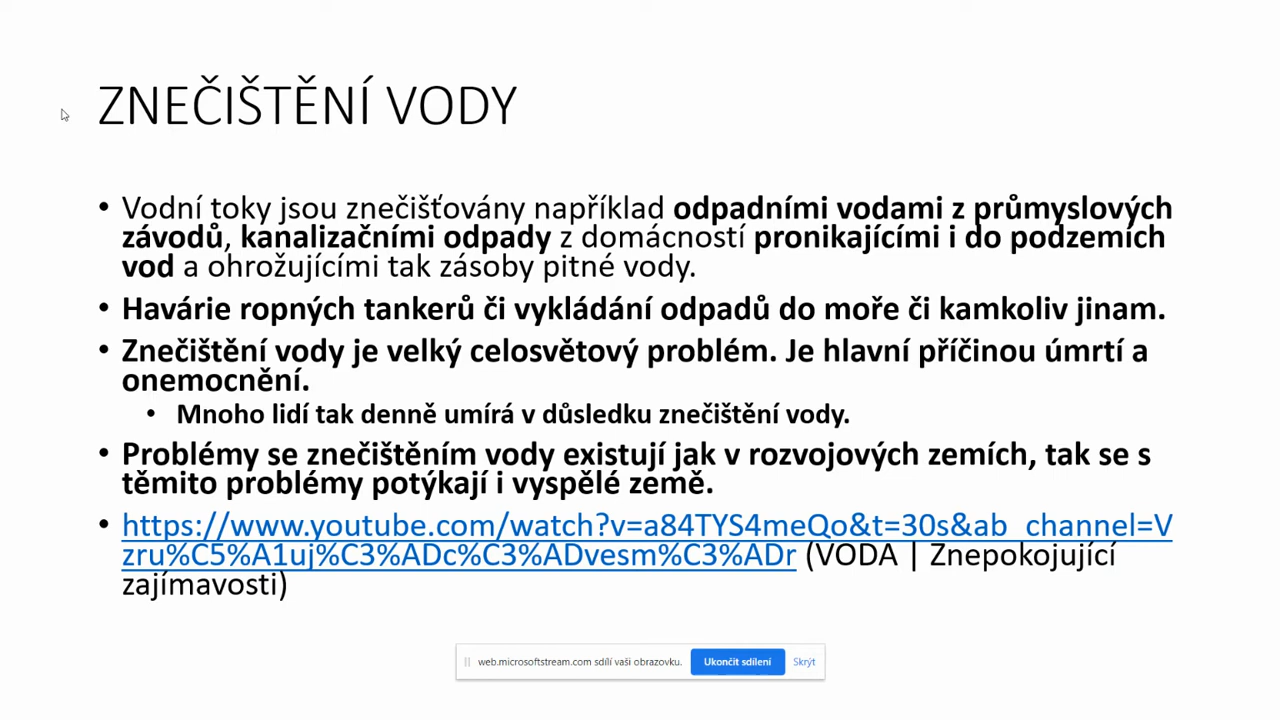 ZNEČIŠTĚNÍ VODY
• Vodní toky jsou znečišťovány například odpadními vodami z průmyslových
závodů, kanalizačními odpady z domácností pronikajícími i do podzemích
vod a ohrožujícími tak zásoby pitné vody.
• Havárie ropných tankerů či vykládání odpadů do moře či kamkoliv jinam.
• Znečištění vody je velký celosvětový problém. Je hlavní příčinou úmrtí a
onemocnění.
• Mnoho lidí tak denně umírá v důsledku znečištění vody.
• Problémy se znečištěním vody existují jak v rozvojových zemích, tak se s
těmito problémy potýkají i vyspělé země.
• https://www.youtube.com/watch?v=a84TYS4meQo&t=30s&ab_channel=V
zru%C5%A1uj%C3%ADc%C3%ADvesm%C3%ADr (VODA | Znepokojující
zajímavosti)
web.microsoftstream.com sdílí vaši obrazovku. Ukončit sdílení Skrýt